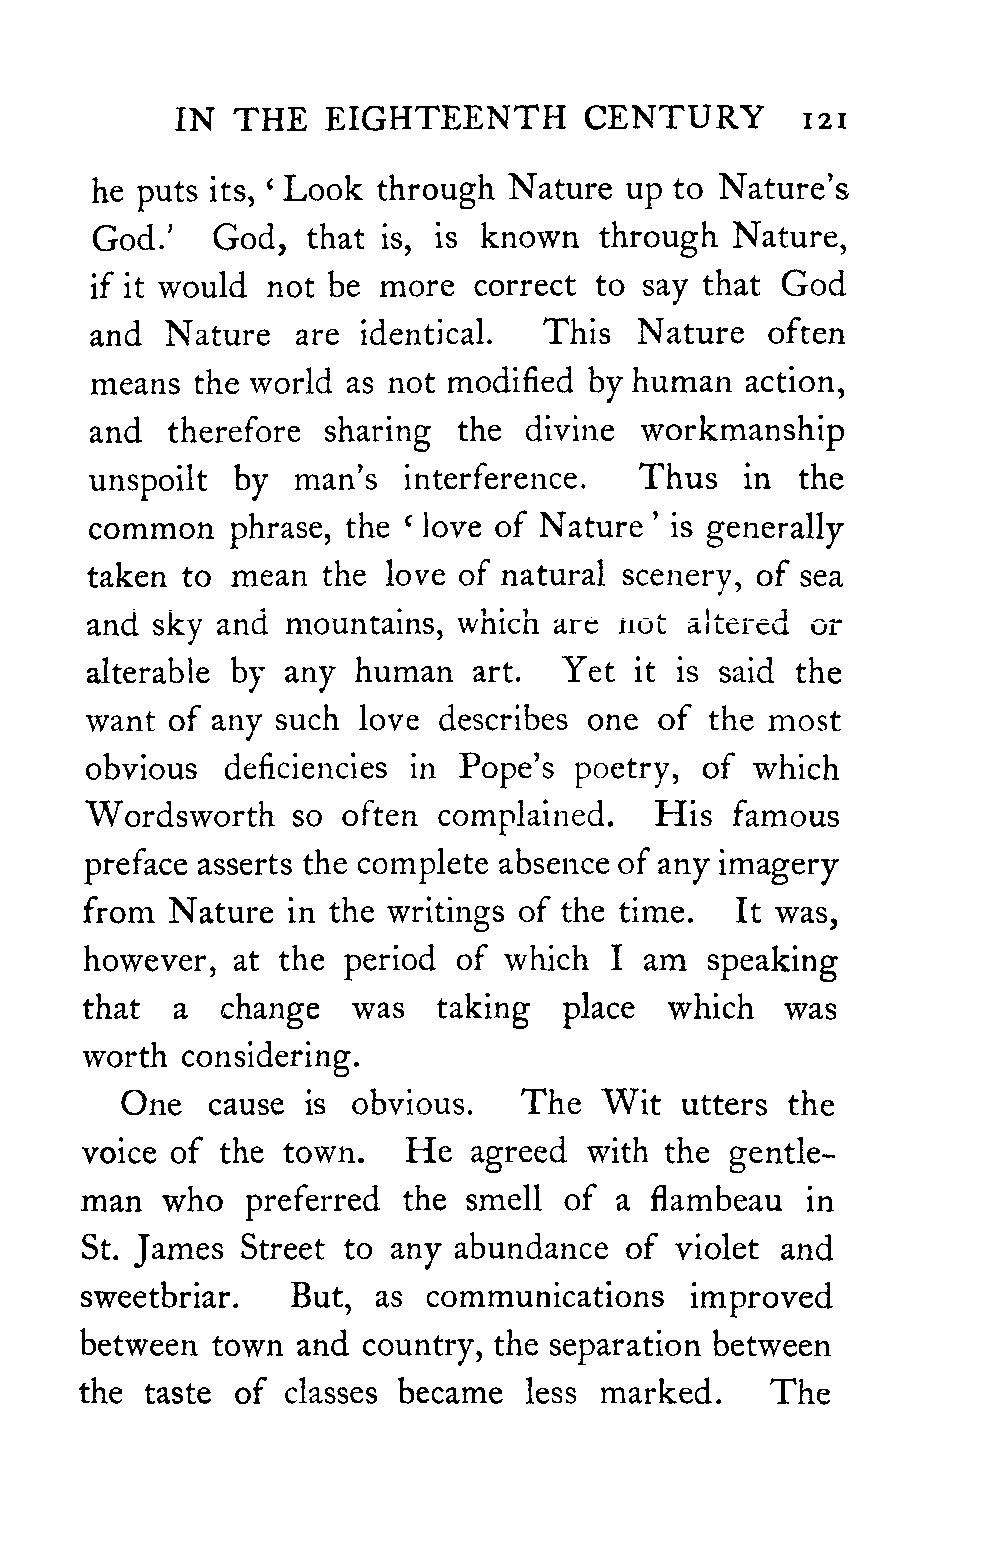 IN THE EIGHTEENTH CENTURY 121
he puts its, ‘ Look through Nature up to Nature’s
God.’ God, that is, is known through Nature,
if it would not be more correct to say that God
and Nature are identical. This Nature often
means the world as not modified by human action,
and therefore sharing the divine workmanship
unspoilt by man’s interference. Thus in the
common phrase, the ‘ love of Nature ’ is generally
taken to mean the love of natural scenery, of sea
and sky and mountains, which are not altered or
alterable by any human art. Yet it is said the
want of any such love describes one of the most
obvious deficiencies in Pope’s poetry, of which
Wordsworth so often complained. His famous
preface asserts the complete absence of any imagery
from Nature in the writings of the time. It was,
however, at the period of which I am speaking
that a change was taking place which was
worth considering.
One cause is obvious. The Wit utters the
voice of the town. He agreed with the gentle-
man who preferred the smell of a flambeau in
St. James Street to any abundance of violet and
sweetbriar. But, as communications improved
between town and country, the separation between
the taste of classes became less marked. The